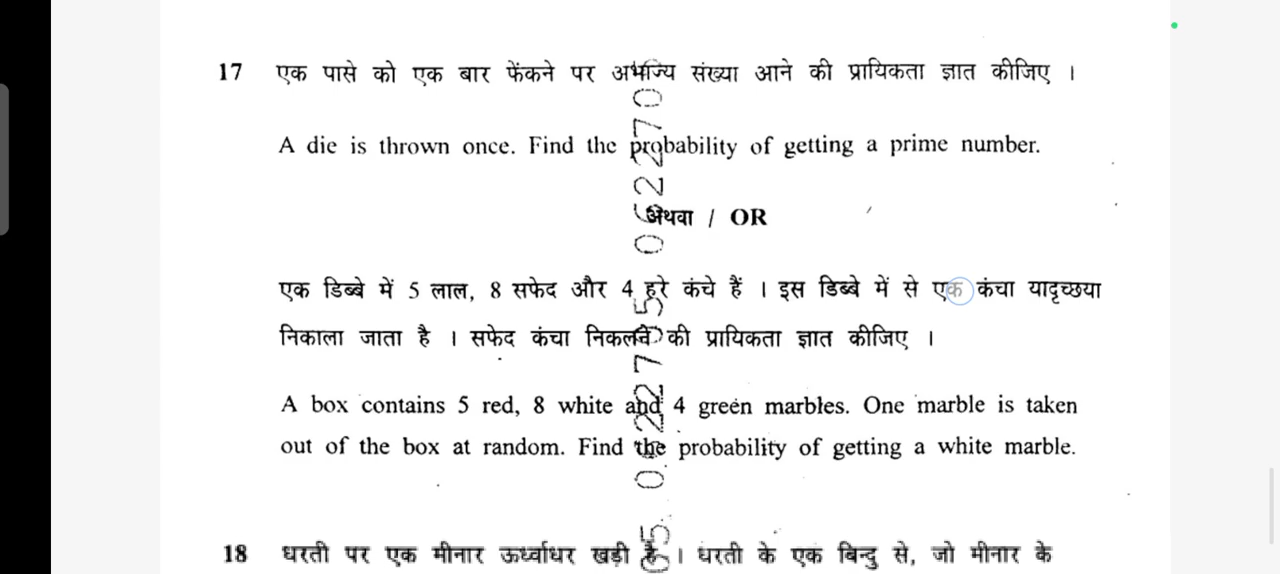 17 एक पासे को एक बार फेंकने पर अभाज्य संख्या आने की प्रायिकता ज्ञात कीजिए ।
A die is thrown once. Find the probability of getting a prime number.
अथवा / OR
एक डिब्बे में 5 लाल, 8 सफेद और 4 हरे कंचे हैं । इस डिब्बे में से एक कंचा यादृच्छया
निकाला जाता है । सफेद कंचा निकलने की प्रायिकता ज्ञात कीजिए ।
A box contains 5 red, 8 white and 4 green marbles. One marble is taken
out of the box at random. Find the probability of getting a white marble.
18 धरती पर एक मीनार ऊर्ध्वाधर खड़ी है । धरती के एक बिन्दु से, जो मीनार के